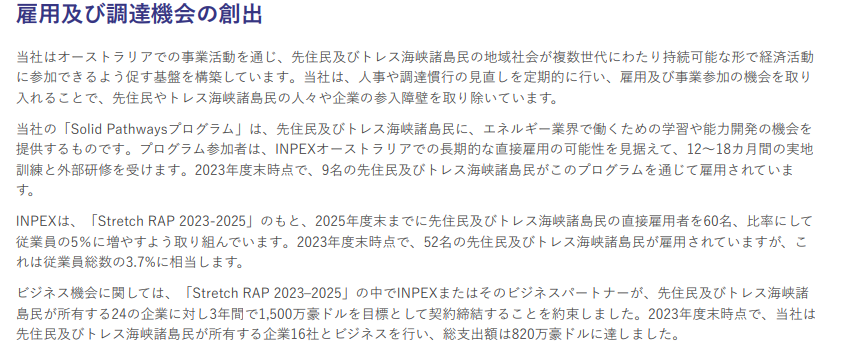 雇用及び調達機会の創出
当社はオーストラリアでの事業活動を通じ、先住民及びトレス海峡諸島民の地域社会が複数世代にわたり持続可能な形で経済活動
に参加できるよう促す基盤を構築しています。当社は、人事や調達慣行の見直しを定期的に行い、雇用及び事業参加の機会を取り
入れることで、先住民やトレス海峡諸島民の人々や企業の参入障壁を取り除いています。
当社の「Solid Pathwaysプログラム」は、先住民及びトレス海峡諸島民に、エネルギー業界で働くための学習や能力開発の機会を
提供するものです。プログラム参加者は、INPEXオーストラリアでの長期的な直接雇用の可能性を見据えて、12～18カ月間の実地
訓練と外部研修を受けます。2023年度末時点で、9名の先住民及びトレス海峡諸島民がこのプログラムを通じて雇用されていま
す。
INPEXは、「Stretch RAP 2023-2025」のもと、2025年度末までに先住民及びトレス海峡諸島民の直接雇用者を60名、比率にして
従業員の5%に増やすよう取り組んでいます。2023年度末時点で、52名の先住民及びトレス海峡諸島民が雇用されていますが、こ
れは従業員総数の3.7%に相当します。
ビジネス機会に関しては、「Stretch RAP 2023–2025」の中でINPEXまたはそのビジネスパートナーが、先住民及びトレス海峡諸
島民が所有する24の企業に対し3年間で1,500万豪ドルを目標として契約締結することを約束しました。2023年度末時点で、当社は
先住民及びトレス海峡諸島民が所有する企業16社とビジネスを行い、総支出額は820万豪ドルに達しました。